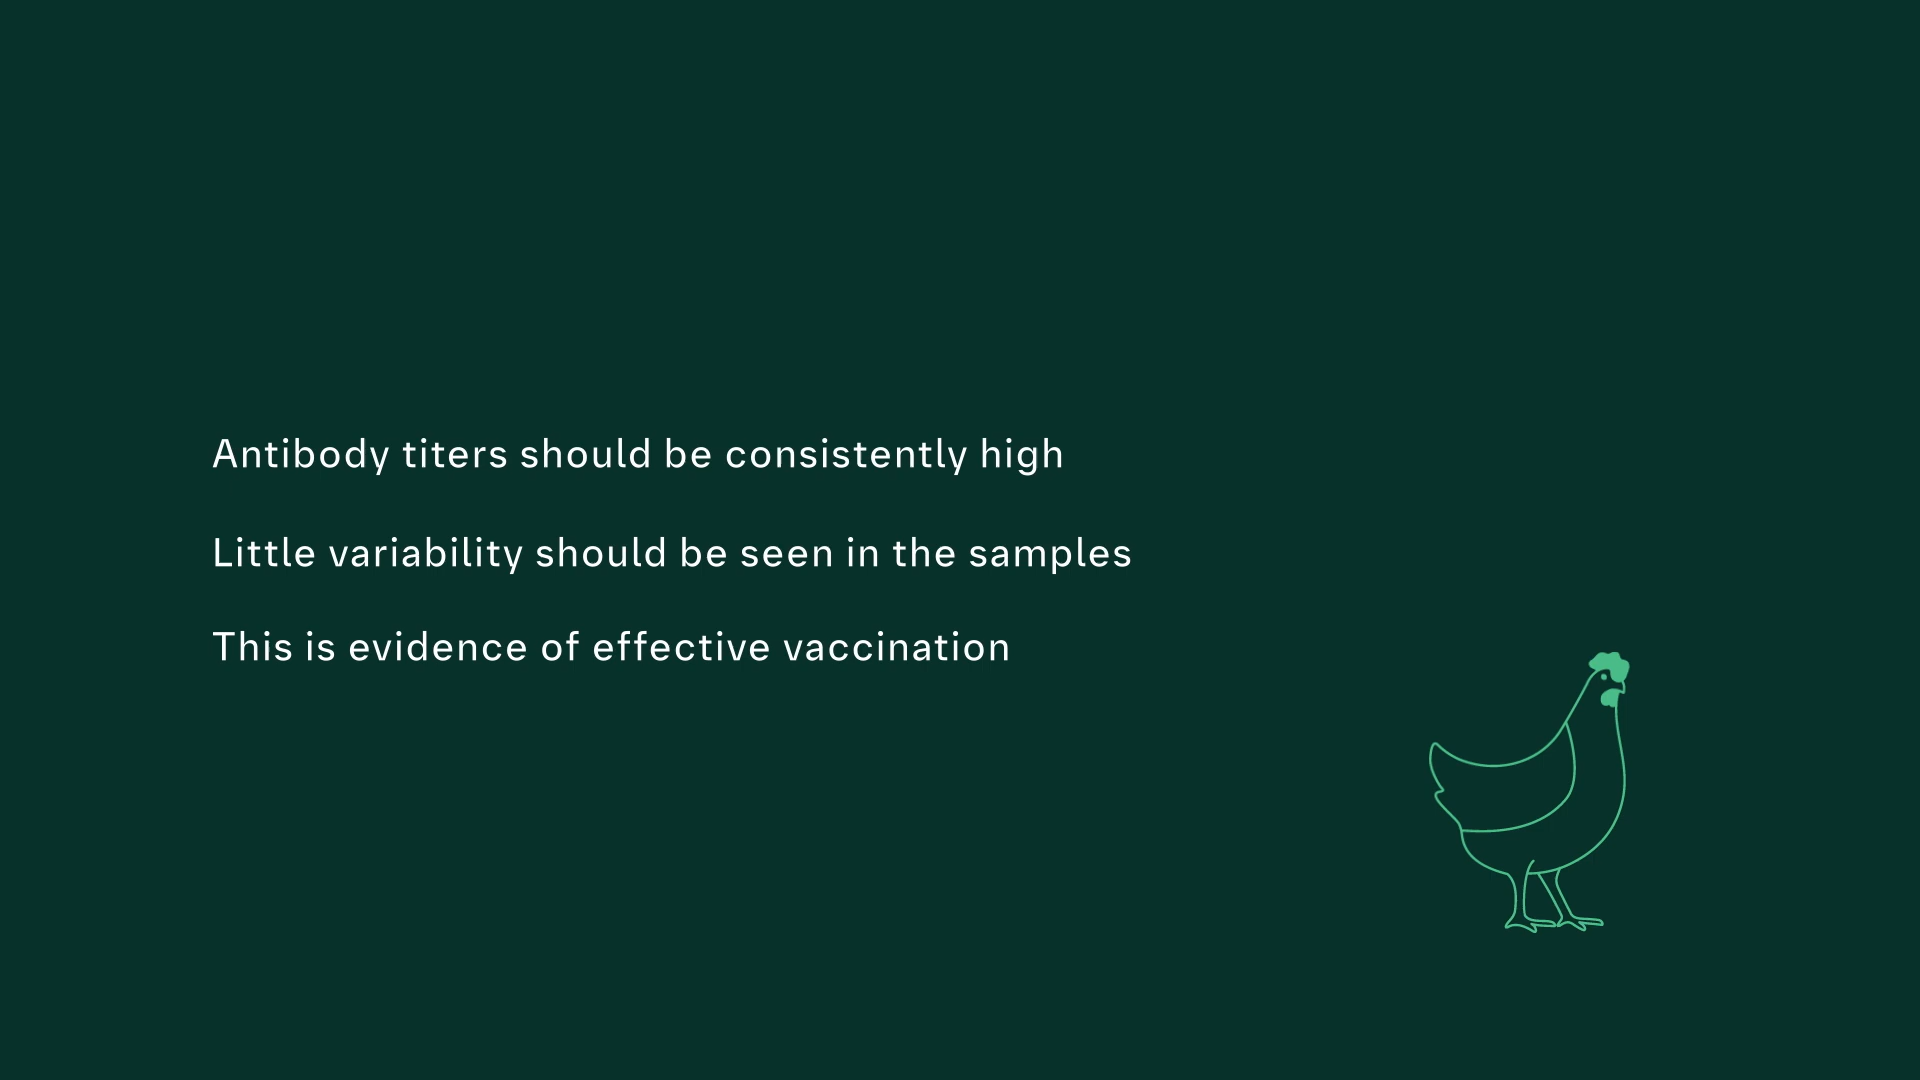 Antibody titers should be consistently high
Little variability should be seen in the samples
This is evidence of effective vaccination